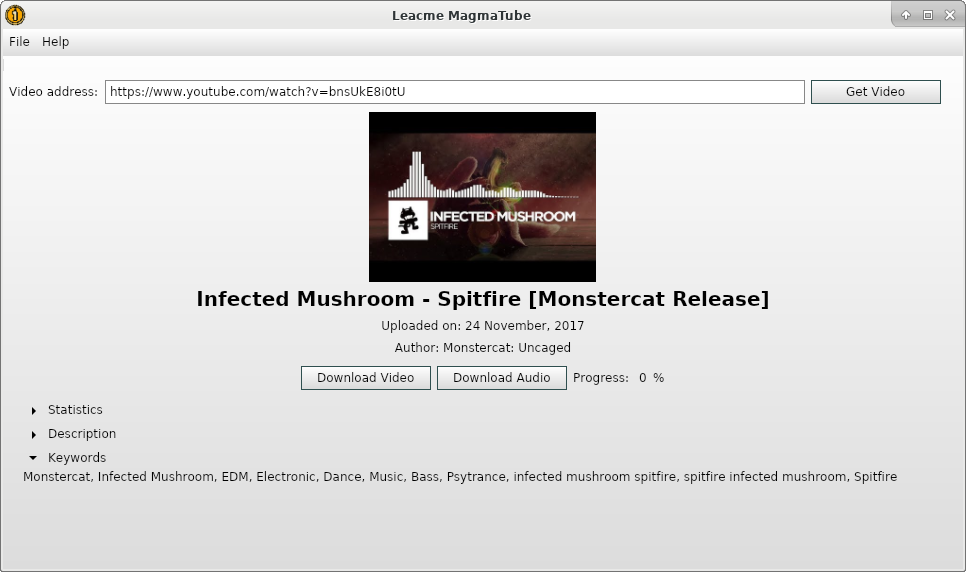 Leacme MagmaTube
File Help
Video address: https://www.youtube.com/watch?v=bnsUkE8i0tU Get Video
INFECTED MUSHROOM
SPITFIRE
Infected Mushroom - Spitfire [Monstercat Release]
Uploaded on: 24 November, 2017
Author: Monstercat: Uncaged
Download Video Download Audio Progress: 0 %
Statistics
Description
Keywords
Monstercat, Infected Mushroom, EDM, Electronic, Dance, Music, Bass, Psytrance, infected mushroom spitfire, spitfire infected mushroom, Spitfire